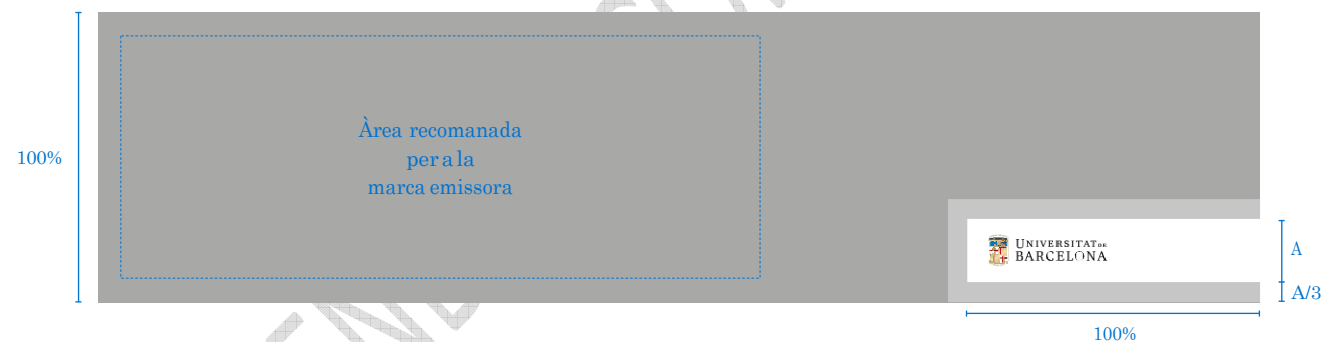 Àrea recomanada
per a la
marca emissora
100%
UNIVERSITAT DE
BARCELONA
A
A/3
100%